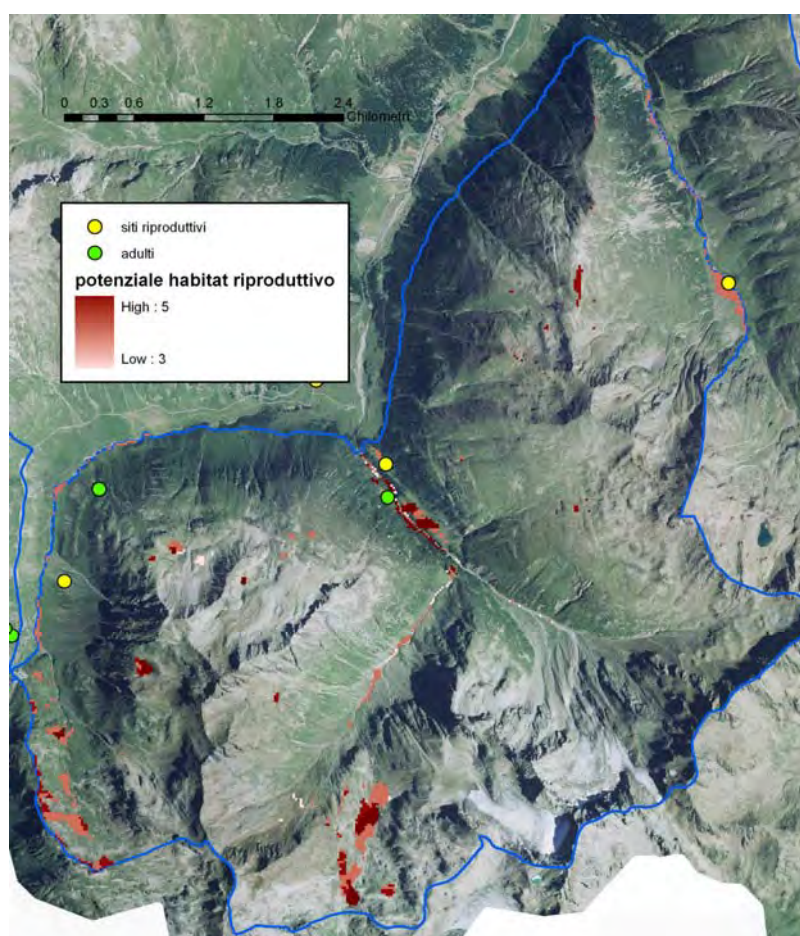 0 0.3 0.6 1.2 1.8 2.4
Chilometri
siti riproduttivi
adulti
potenziale habitat riproduttivo
High : 5
Low : 3